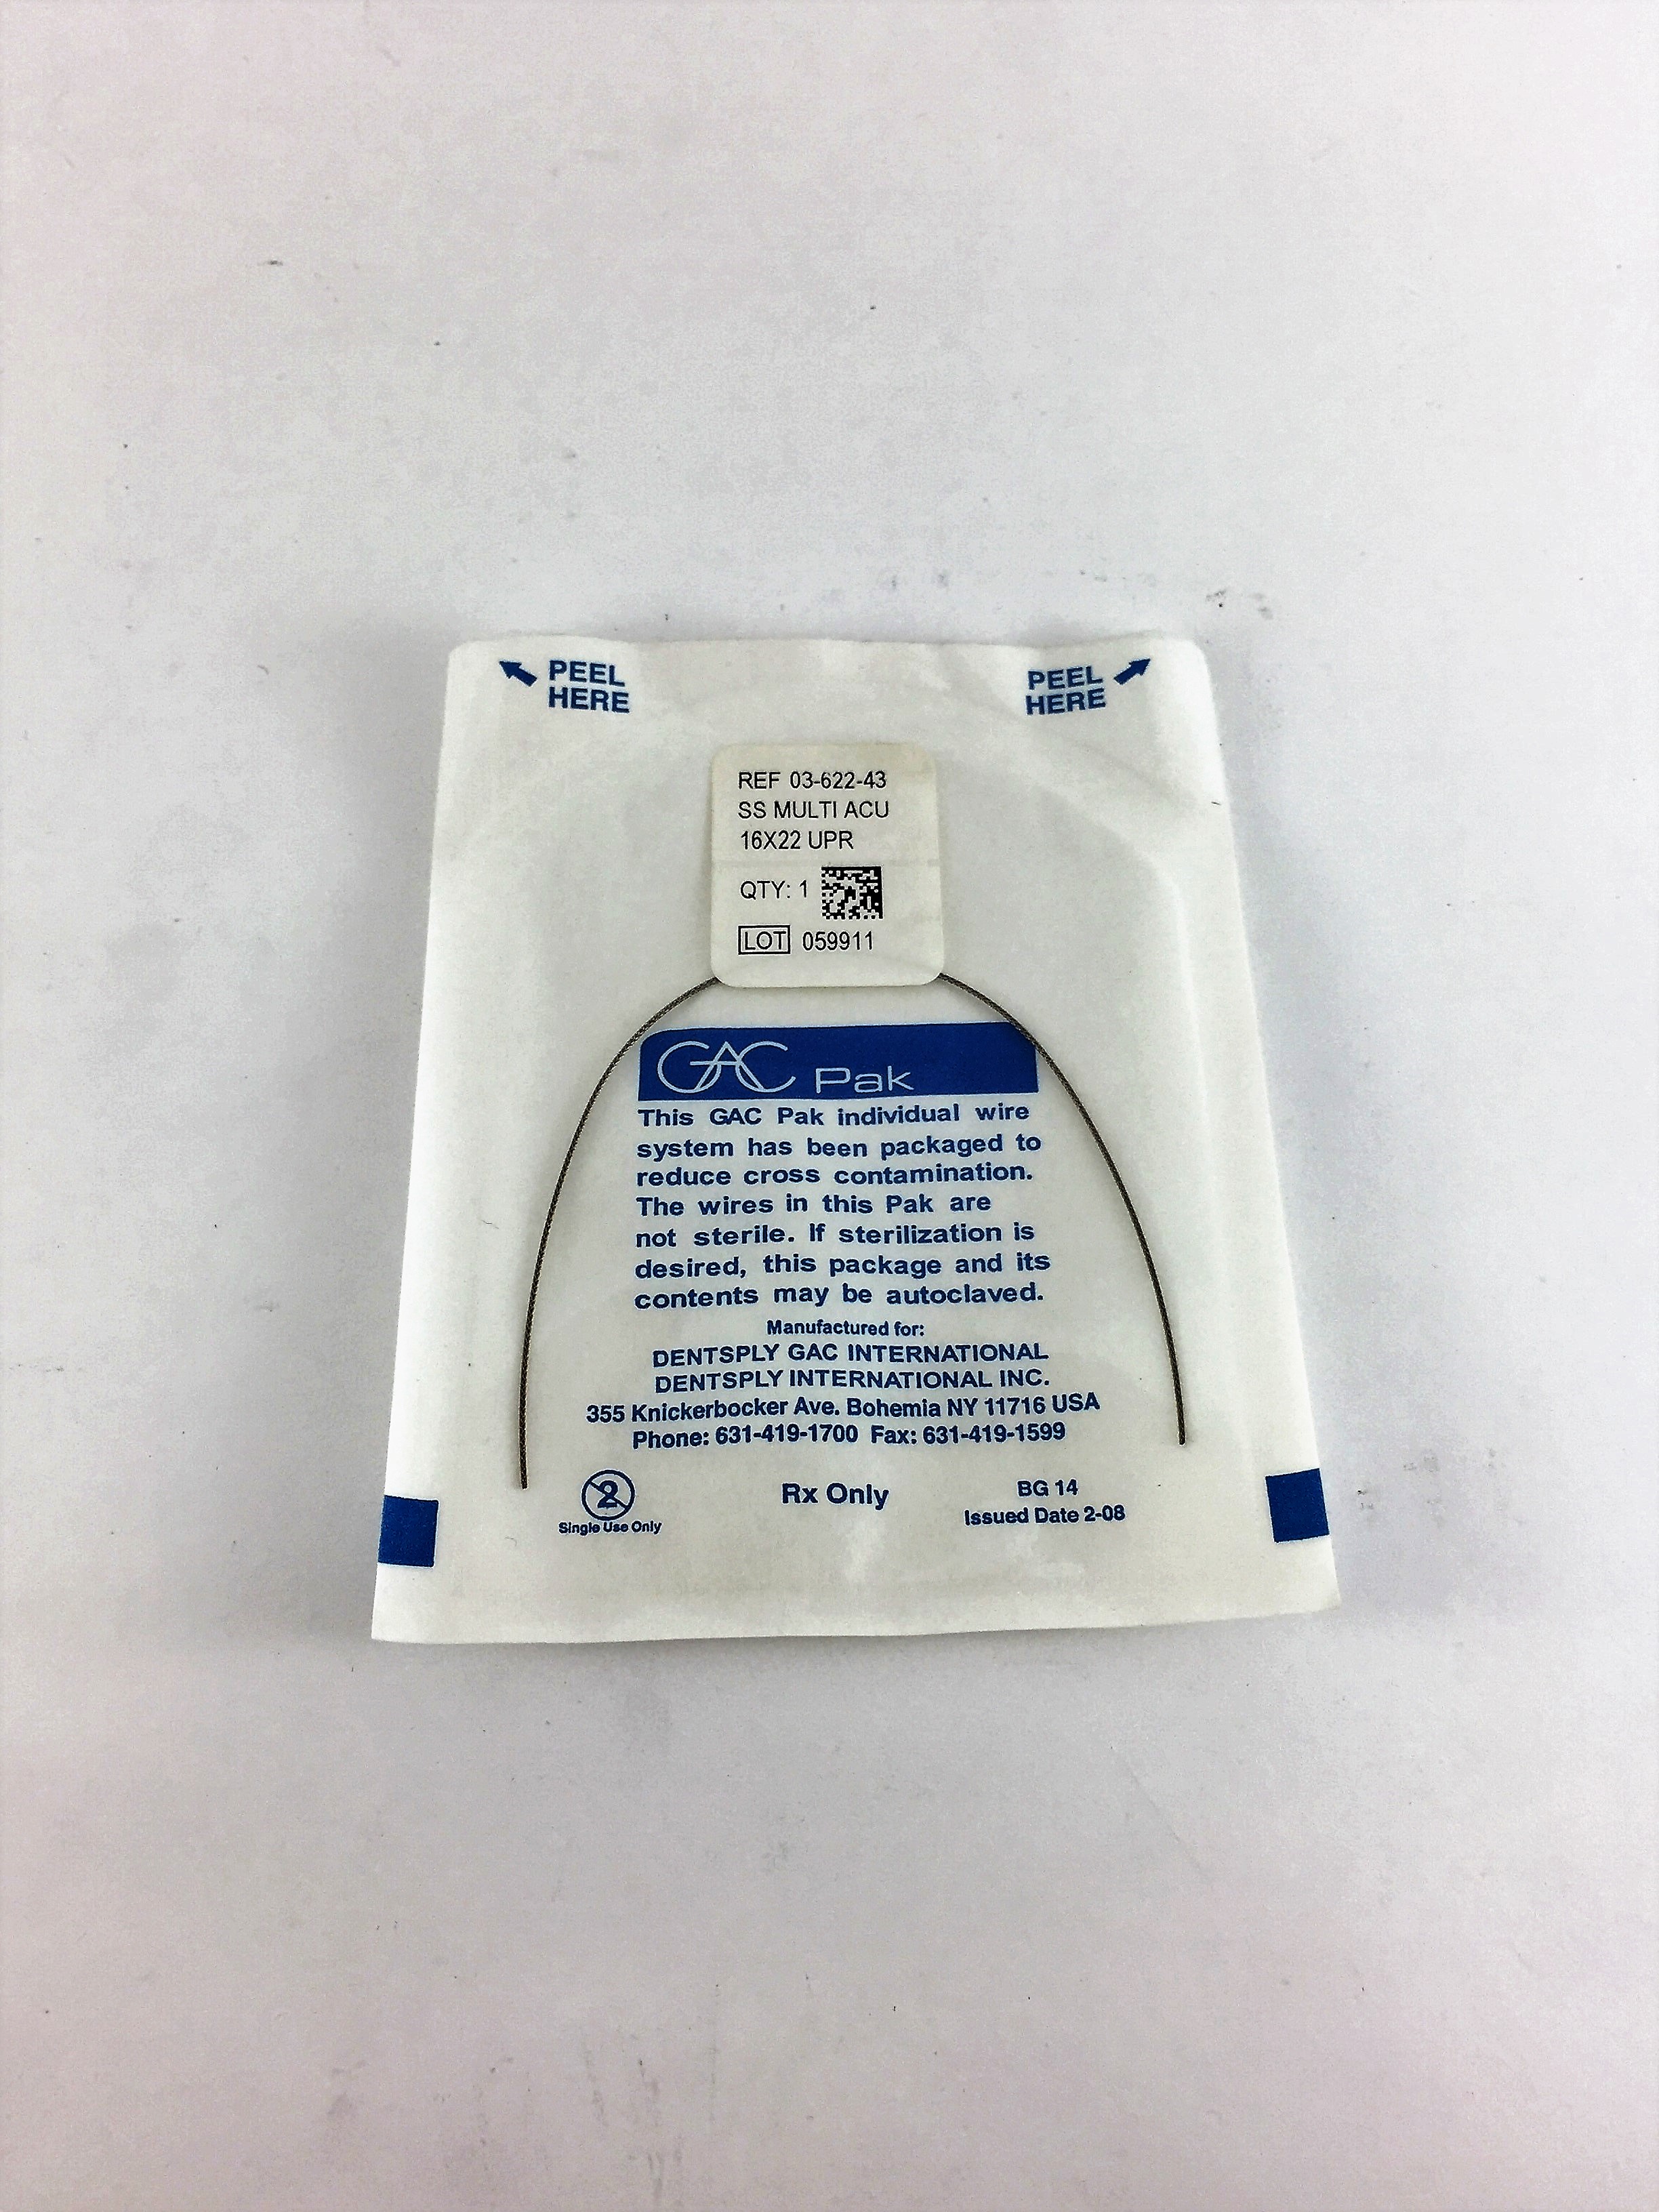 PEEL
HERE
PEEL
HERE
REF 03-622-43
SS MULTI ACU
16X22 UPR
QTY: 1
LOT 059911
GAC Pak
This GAC Pak individual wire
system has been packaged to
reduce cross contamination.
The wires in this Pak are
not sterile. If sterilization is
desired, this package and its
contents may be autoclaved.
Manufactured for:
DENTSPLY GAC INTERNATIONAL
DENTSPLY INTERNATIONAL INC.
355 Knickerbocker Ave. Bohemia NY 11716 USA
Phone: 631-419-1700 Fax: 631-419-1599
2
Single Use Only
Rx Only
BG 14
Issued Date 2-08